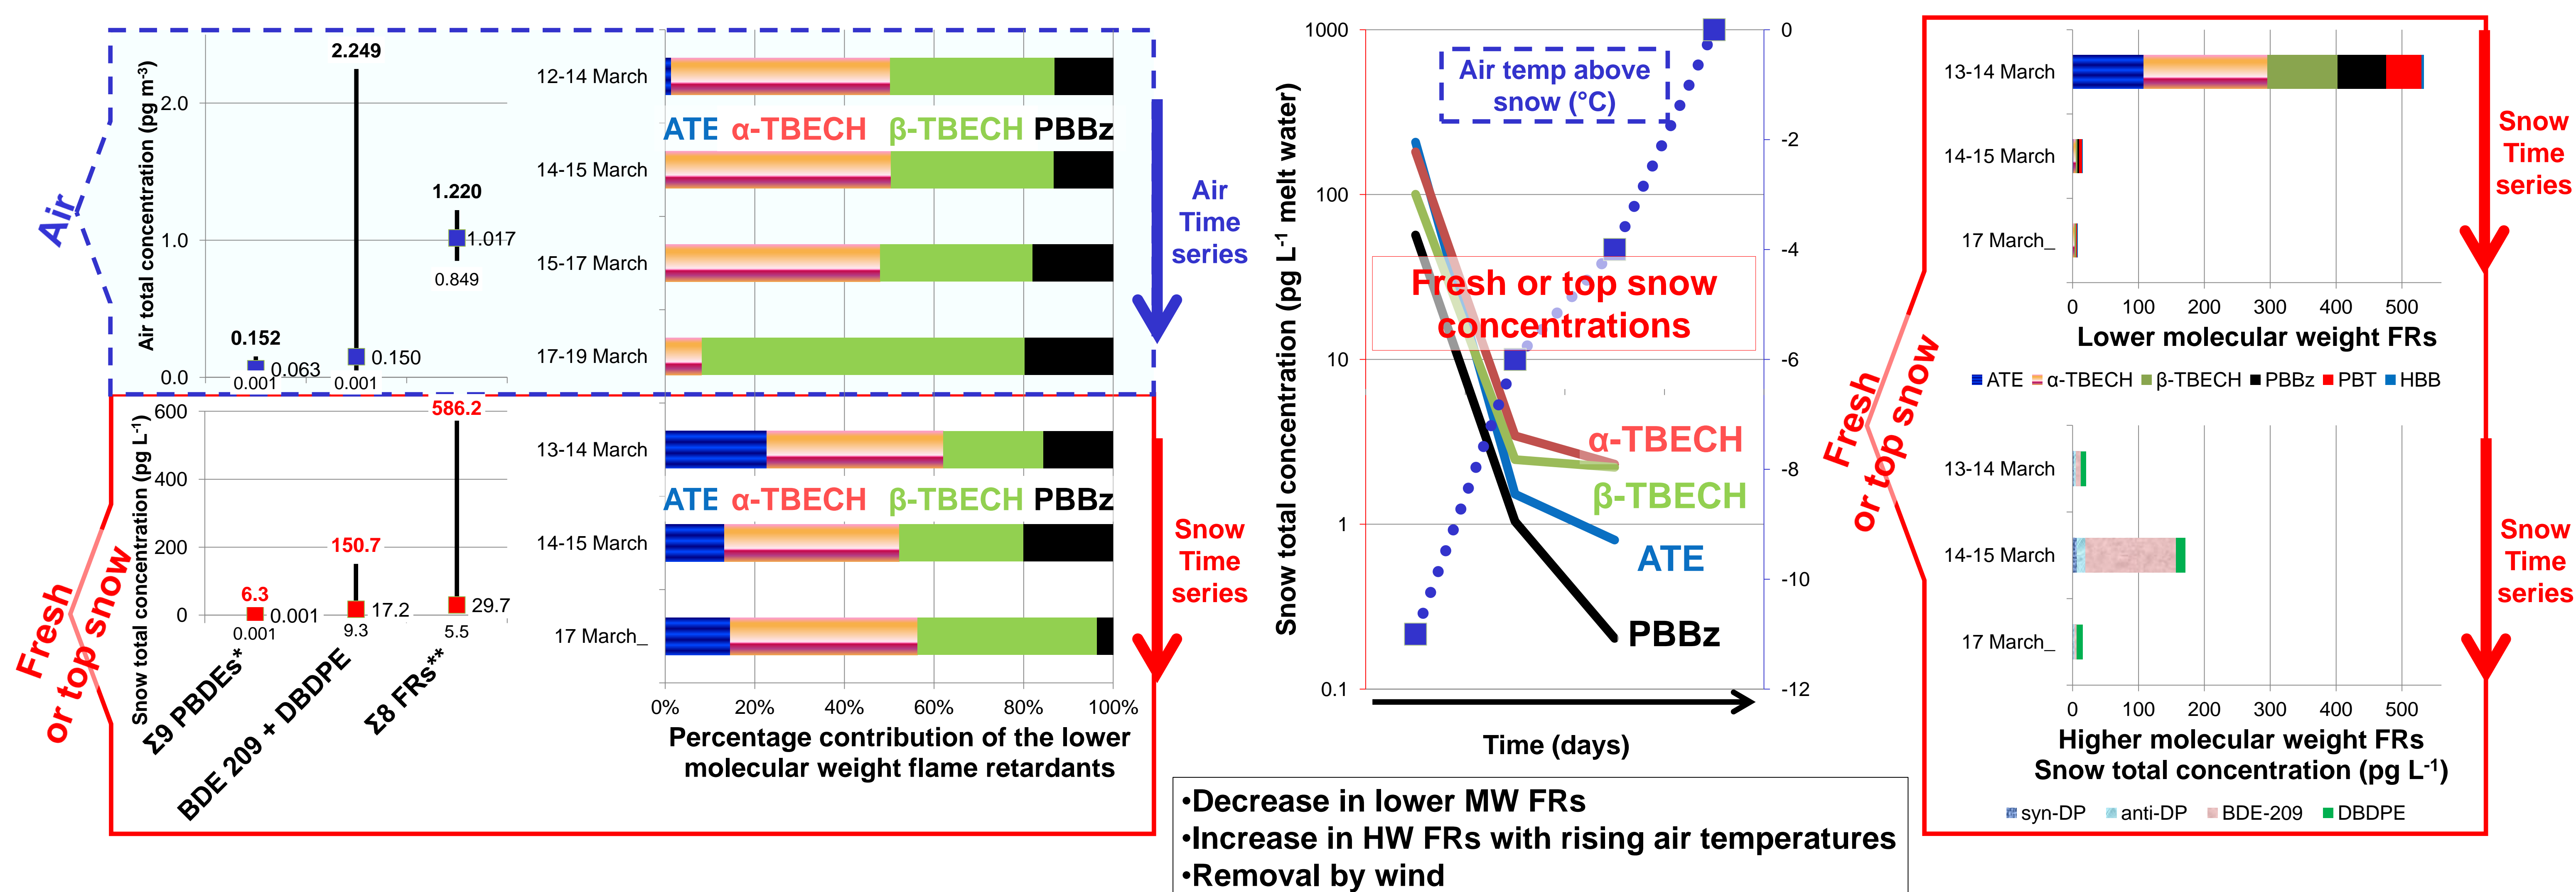 Air
Air total concentration (pg m-3)
2.0
1.0
0.0
2.249
1.220
1.017
0.849
0.152
0.063
0.001
0.150
0.001
12-14 March
ATE α-TBECH β-TBECH PBBz
14-15 March
15-17 March
17-19 March
Air
Time
series
Fresh
or top snow
Snow total concentration (pg L-1)
600
400
200
0
586.2
150.7
6.3
0.001
0.001
17.2
9.3
29.7
5.5
Σ9 PBDEs*
BDE 209 + DBDPE
Σ8 FRs**
13-14 March
ATE α-TBECH β-TBECH PBBz
14-15 March
17 March_
0% 20% 40% 60% 80% 100%
Percentage contribution of the lower
molecular weight flame retardants
Snow
Time
series
Snow total concentration (pg L-1 melt water)
1000
100
10
1
0.1
Air temp above
snow (°C)
Fresh or top snow
concentrations
α-TBECH
β-TBECH
ATE
PBBz
0
-2
-4
-6
-8
-10
-12
Time (days)
•Decrease in lower MW FRs
•Increase in HW FRs with rising air temperatures
•Removal by wind
Fresh
or top snow
13-14 March
14-15 March
17 March_
0 100 200 300 400 500
Lower molecular weight FRs
ATE α-TBECH β-TBECH PBBz PBT HBB
Snow
Time
series
13-14 March
14-15 March
17 March_
0 100 200 300 400 500
Higher molecular weight FRs
Snow total concentration (pg L-1)
syn-DP anti-DP BDE-209 DBDPE
Snow
Time
series